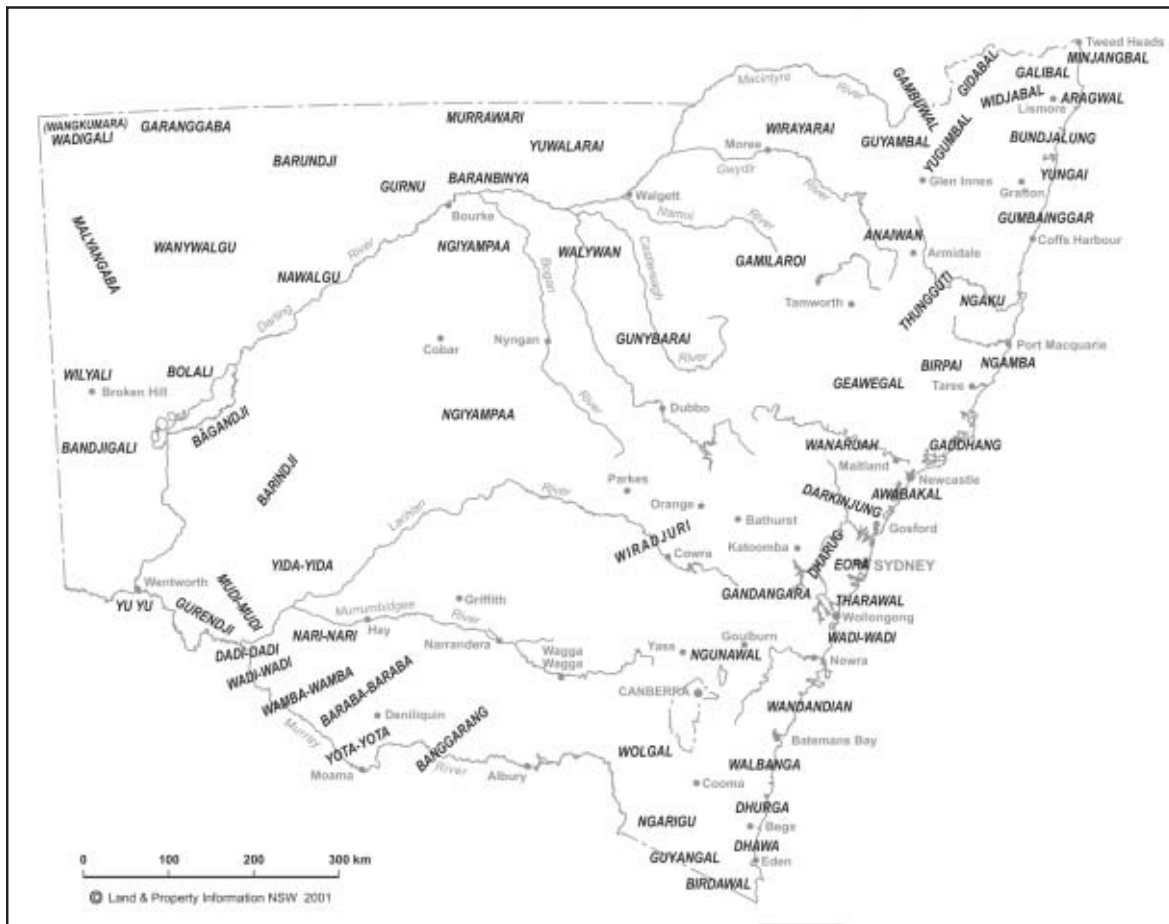 Tweed Heads
MINJANGBAL
GIDABAL
GALIBAL
GAMBUWAL
WIDJABAL
Lismore
ARAGWAL
Macintyre
River
(WANGKUMARA)
WADIGALI
GARANGGABA
MURRAWARI
WIRAYARAI
GUYAMBAL
YUGUMBAL
BUNDJALUNG
BARUNDJI
YUWALARAI
Moree
Gwydir
River
YUNGAI
GURNU
BARANBINYA
Glen Innes
Grafton
Bourke
Walgett
Namoi
River
GUMBAINGGAR
Coffs Harbour
MALYANGABA
WANYWALGU
NGIYAMPAA
WALYWAN
ANAIWAN
Armidale
River
Bogan
Castlereagh
GAMILAROI
NAWALGU
Darling
Tamworth
THUNGGUTI
NGAKU
Cobar
Nyngan
GUNYBARAI
River
Port Macquarie
NGAMBA
BIRPAI
WILYALI
Broken Hill
BOLALI
GEAWEGAL
Taree
River
Dubbo
NGIYAMPAA
BANDJIGALI
BÀGANDJI
WANARUAH
GADDHANG
Maitland
Newcastle
BARINDJI
Parkes
AWABAKAL
DARKINJUNG
Lachlan
River
Orange
Bathurst
Gosford
WIRADJURI
Katoomba
DHARUG
Cowra
EORA
SYDNEY
YIDA-YIDA
GANDANGARA
THARAWAL
Wentworth
YU YU
MUDI-MUDI
GURENDJI
Griffith
Murrumbidgee
River
Hay
Wollongong
WADI-WADI
NARI-NARI
Narrandera
Goulburn
Yass
NGUNAWAL
Nowra
DADI-DADI
WADI-WADI
Wagga
Wagga
WAMBA-WAMBA
BARABA-BARABA
CANBERRA
WANDANDIAN
Deniliquin
Murray
YOTA-YOTA
BANGGARANG
Batemans Bay
WOLGAL
Moama
River
Albury
WALBANGA
Cooma
DHURGA
NGARIGU
Bega
DHAWA
GUYANGAL
Eden
BIRDAWAL
0 100 200 300 km
© Land & Property Information NSW 2001